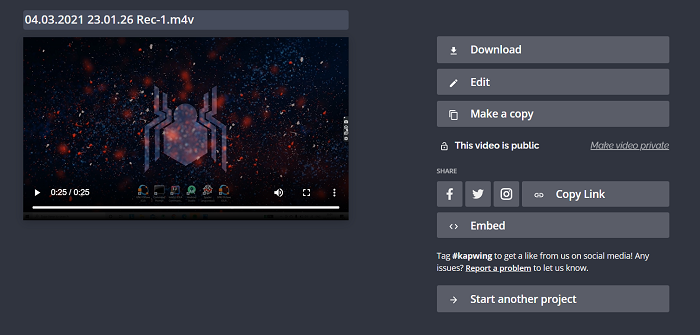 04.03.2021 23.01.26 Rec-1.m4v
0:25 / 0:25
Download
Edit
Make a copy
This video is public
Make video private
SHARE
Copy Link
Embed
Tag #kapwing to get a like from us on social media! Any
issues? Report a problem to let us know.
Start another project